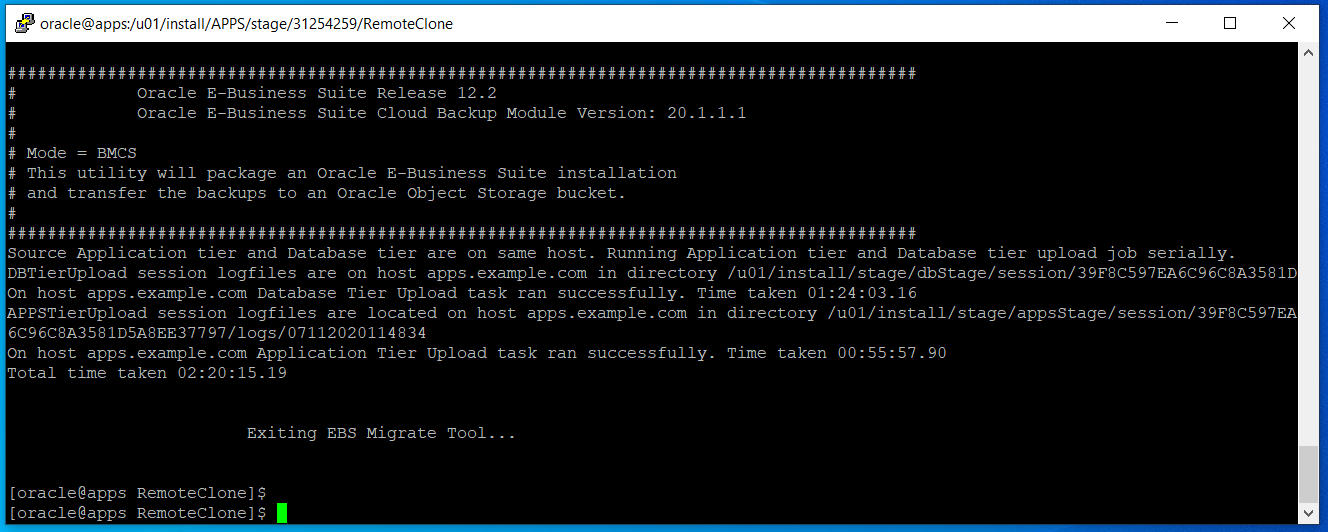 oracle@apps:/u01/install/APPS/stage/31254259/RemoteClone
#############################################################################################
#            Oracle E-Business Suite Release 12.2
#            Oracle E-Business Suite Cloud Backup Module Version: 20.1.1.1
#
# Mode = BMCS
# This utility will package an Oracle E-Business Suite installation
# and transfer the backups to an Oracle Object Storage bucket.
#
#############################################################################################
Source Application tier and Database tier are on same host. Running Application tier and Database tier upload job serially.
DBTierUpload session logfiles are on host apps.example.com in directory /u01/install/stage/dbStage/session/39F8C597EA6C96C8A3581D
On host apps.example.com Database Tier Upload task ran successfully. Time taken 01:24:03.16
APPSTierUpload session logfiles are located on host apps.example.com in directory /u01/install/stage/appsStage/session/39F8C597EA
6C96C8A3581D5A8EE37797/logs/07112020114834
On host apps.example.com Application Tier Upload task ran successfully. Time taken 00:55:57.90
Total time taken 02:20:15.19
Exiting EBS Migrate Tool...
[oracle@apps RemoteClone]$
[oracle@apps RemoteClone]$